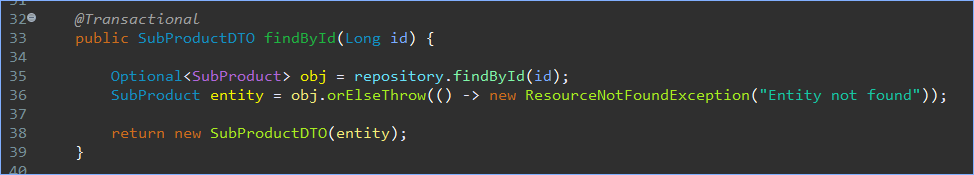 31
32 @Transactional
33 public SubProductDTO findById(Long id) {
34
35 Optional<SubProduct> obj = repository.findById(id);
36 SubProduct entity = obj.orElseThrow(() -> new ResourceNotFoundException("Entity not found"));
37
38 return new SubProductDTO(entity);
39 }
40